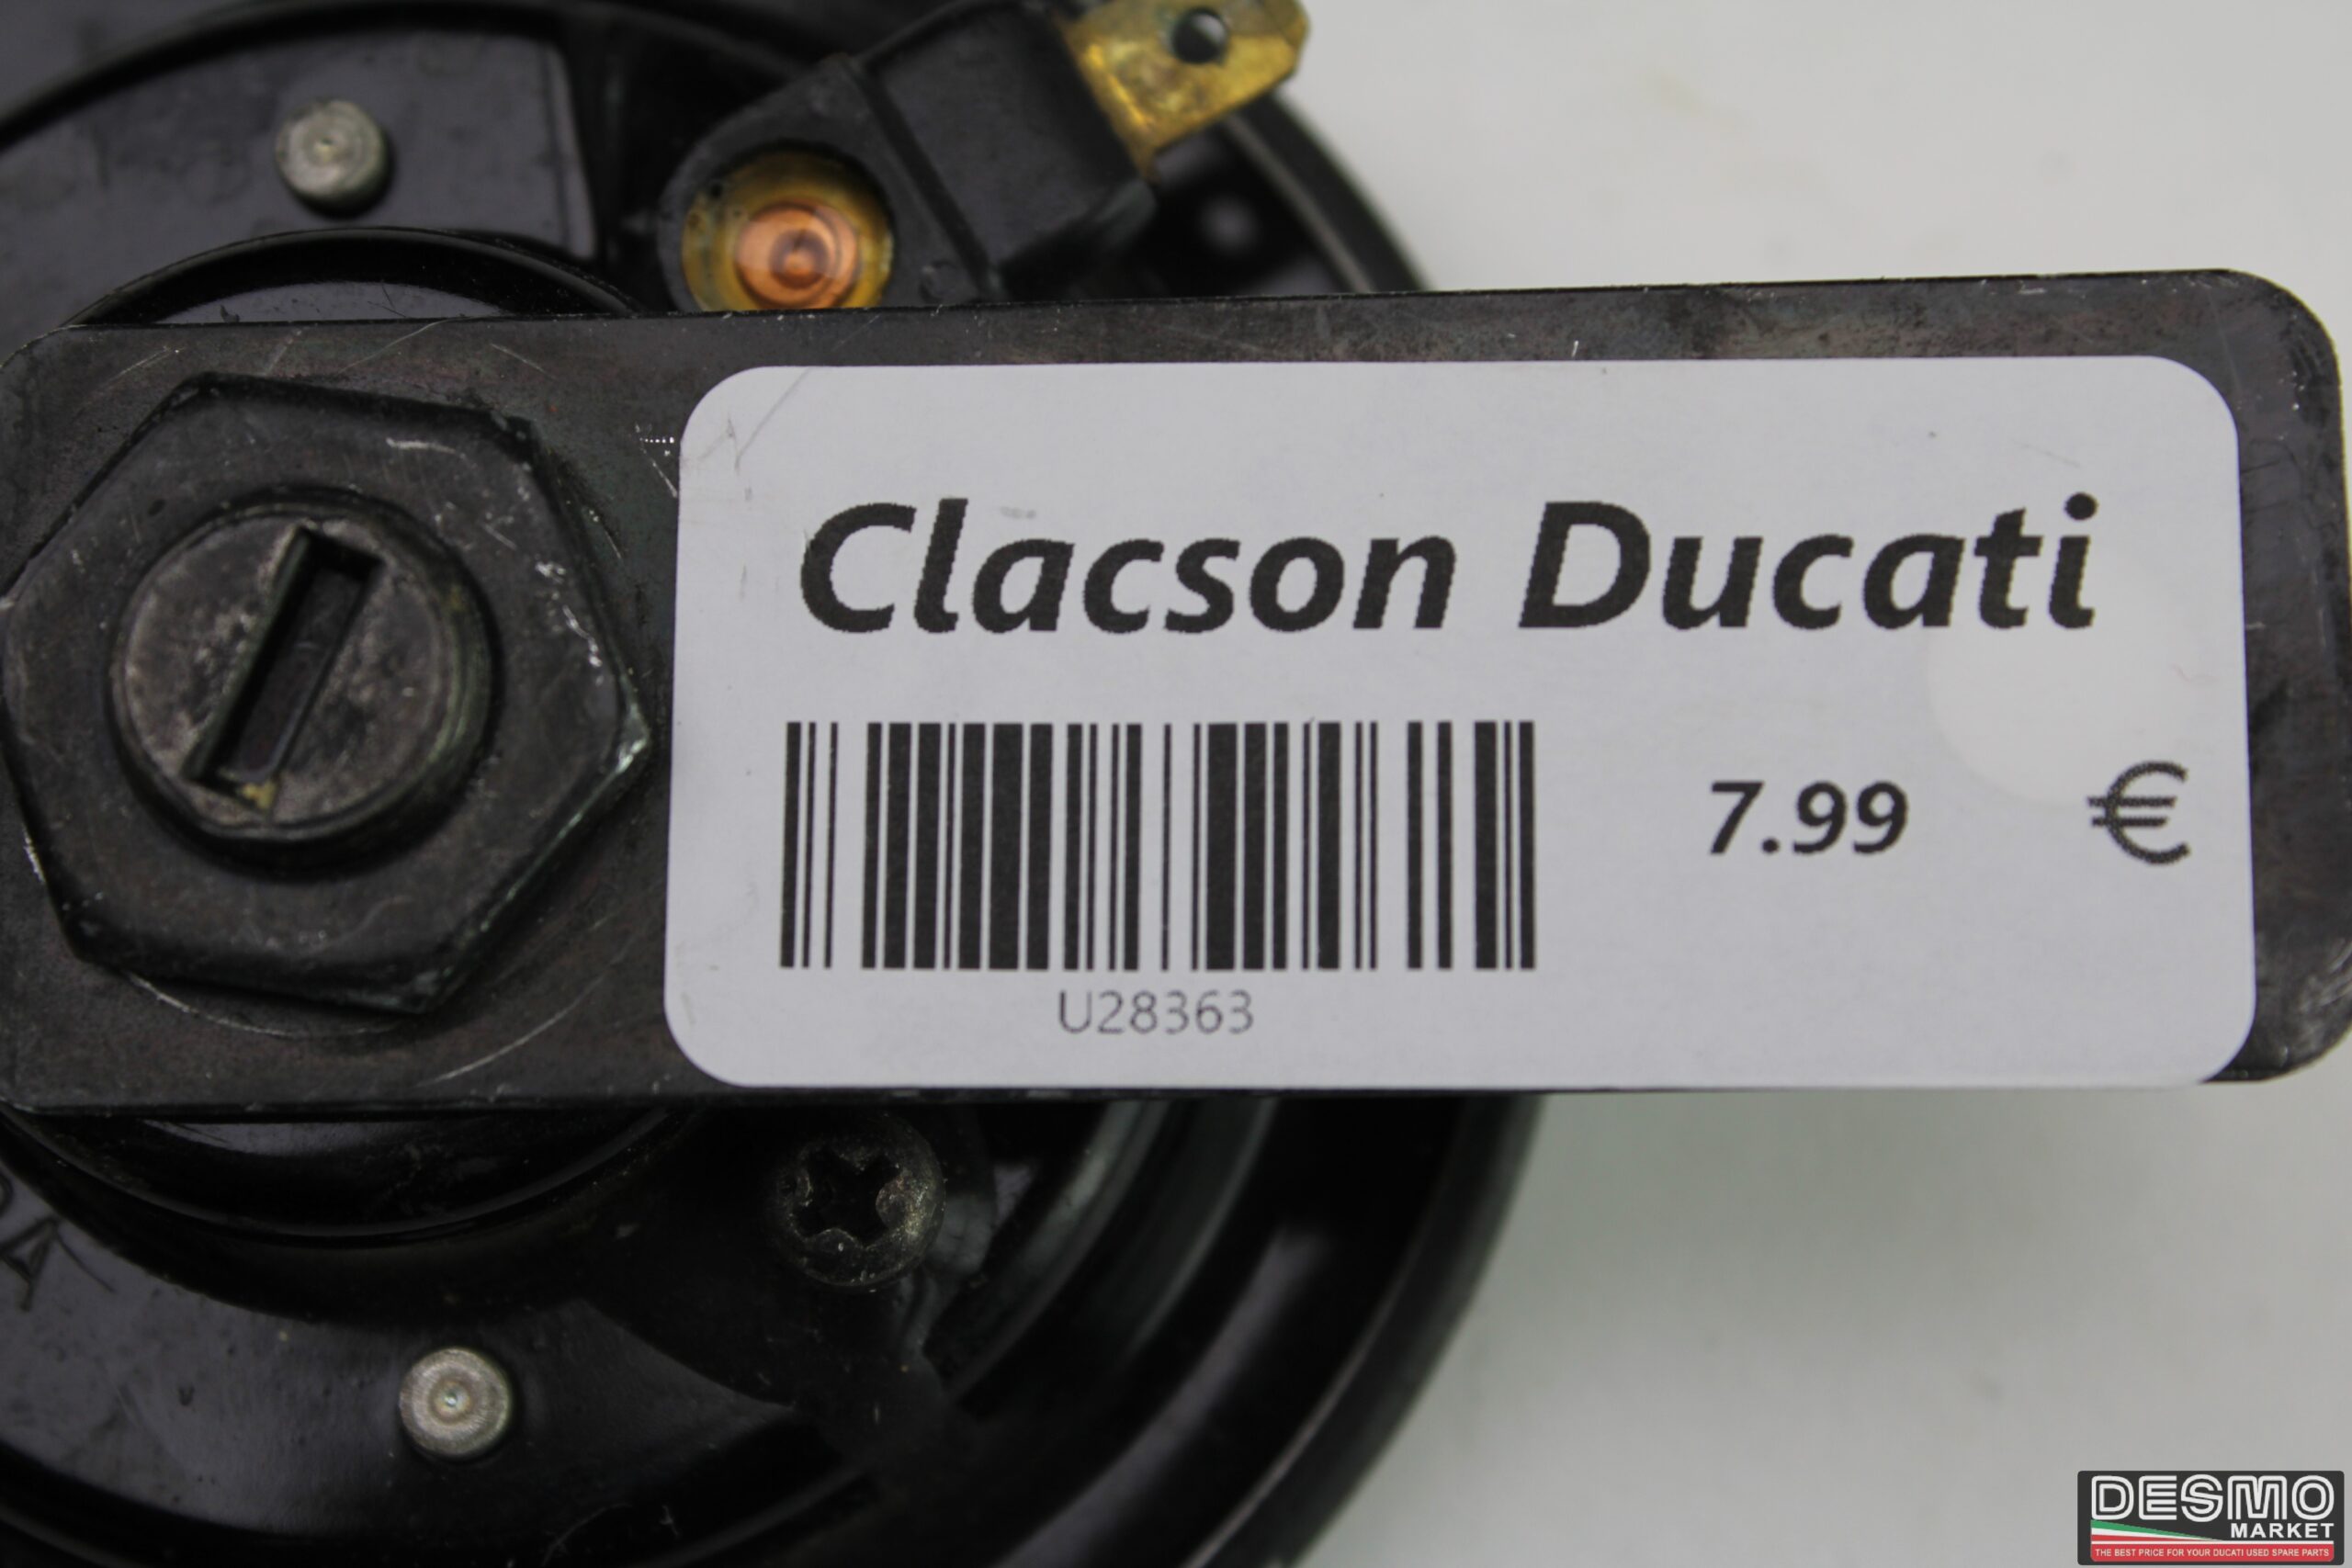 Clacson Ducati
7.99 €
U28363
DESMO
MARKET
THE BEST PRICE FOR YOUR DUCATI USED SPARE PARTS